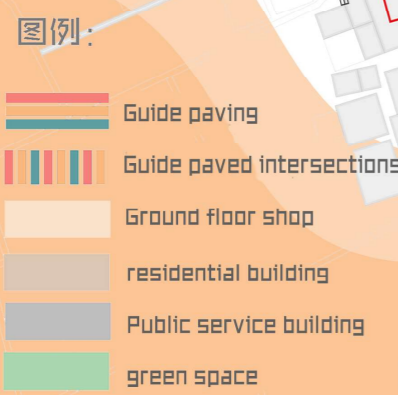 图例：
Guide paving
Guide paved intersections
Ground floor shop
residential building
Public service building
green space